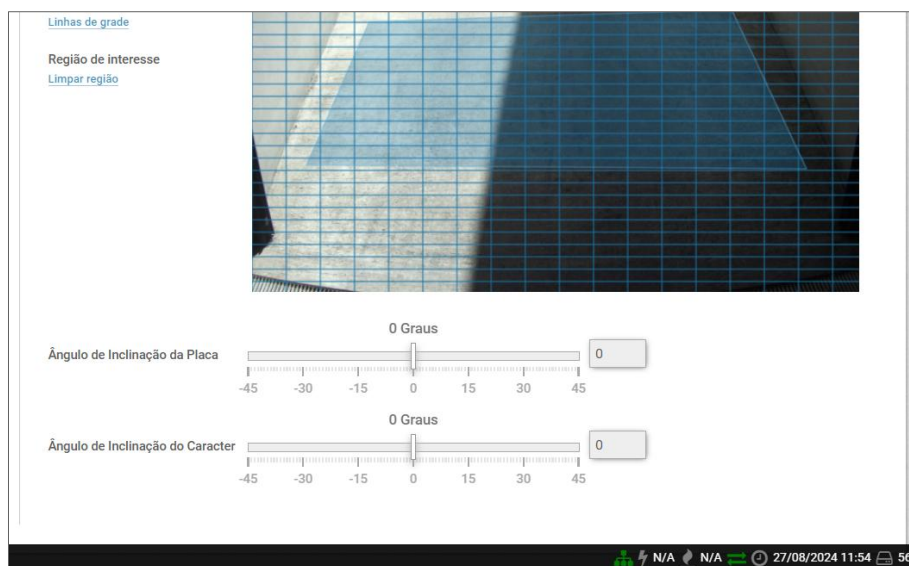 Linhas de grade
Região de interesse
Limpar região
0 Graus
Ângulo de Inclinação da Placa
0
-45 -30 -15 0 15 30 45
0 Graus
Ângulo de Inclinação do Caracter
0
-45 -30 -15 0 15 30 45
N/A N/A 27/08/2024 11:54 56